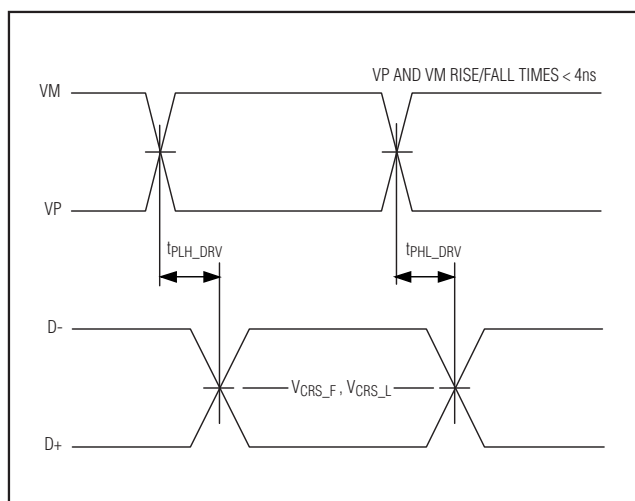 VP AND VM RISE/FALL TIMES < 4ns
VM
VP
tPLH_DRV
tPHL_DRV
D-
VCRS_F , VCRS_L
D+